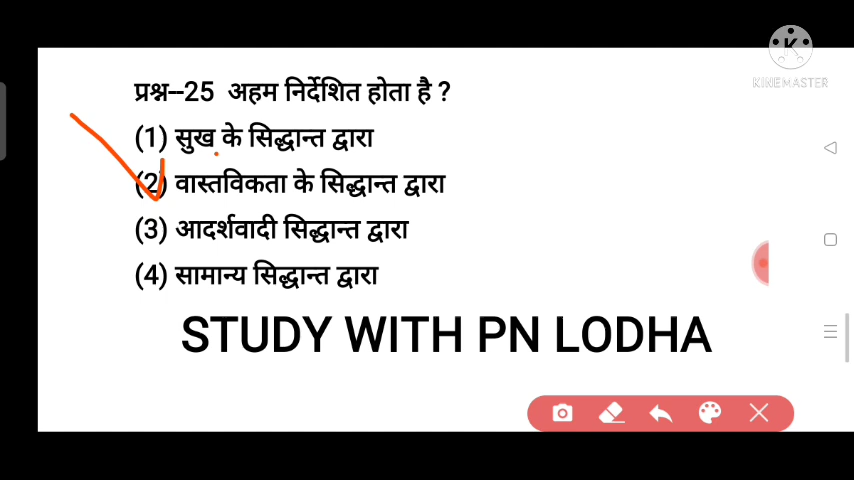 K
KINEMASTER
प्रश्न--25 अहम निर्देशित होता है ?
(1) सुख के सिद्धान्त द्वारा
(2) वास्तविकता के सिद्धान्त द्वारा
(3) आदर्शवादी सिद्धान्त द्वारा
(4) सामान्य सिद्धान्त द्वारा
STUDY WITH PN LODHA